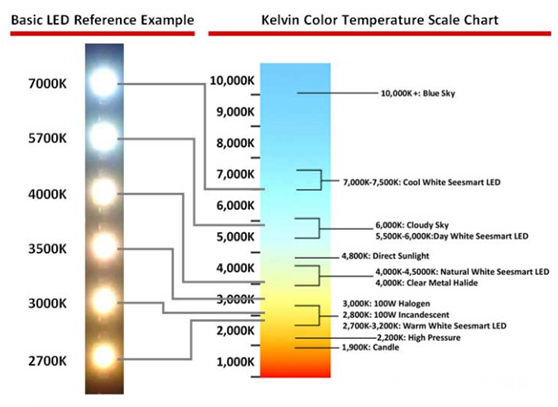 Basic LED Reference Example
Kelvin Color Temperature Scale Chart
7000K
5700K
4000K
3500K
3000K
2700K
10,000K
9,000K
8,000K
7,000K
6,000K
5,000K
4,000K
3,000K
2,000K
1,000K
10,000K+: Blue Sky
7,000K-7,500K: Cool White Seesmart LED
6,000K: Cloudy Sky
5,500K-6,000K:Day White Seesmart LED
4,800K: Direct Sunlight
4,000K-4,5000K: Natural White Seesmart LED
4,000K: Clear Metal Halide
3,000K: 100W Halogen
2,800K: 100W Incandescent
2,700K-3,200K: Warm White Seesmart LED
2,200K: High Pressure
1,900K: Candle